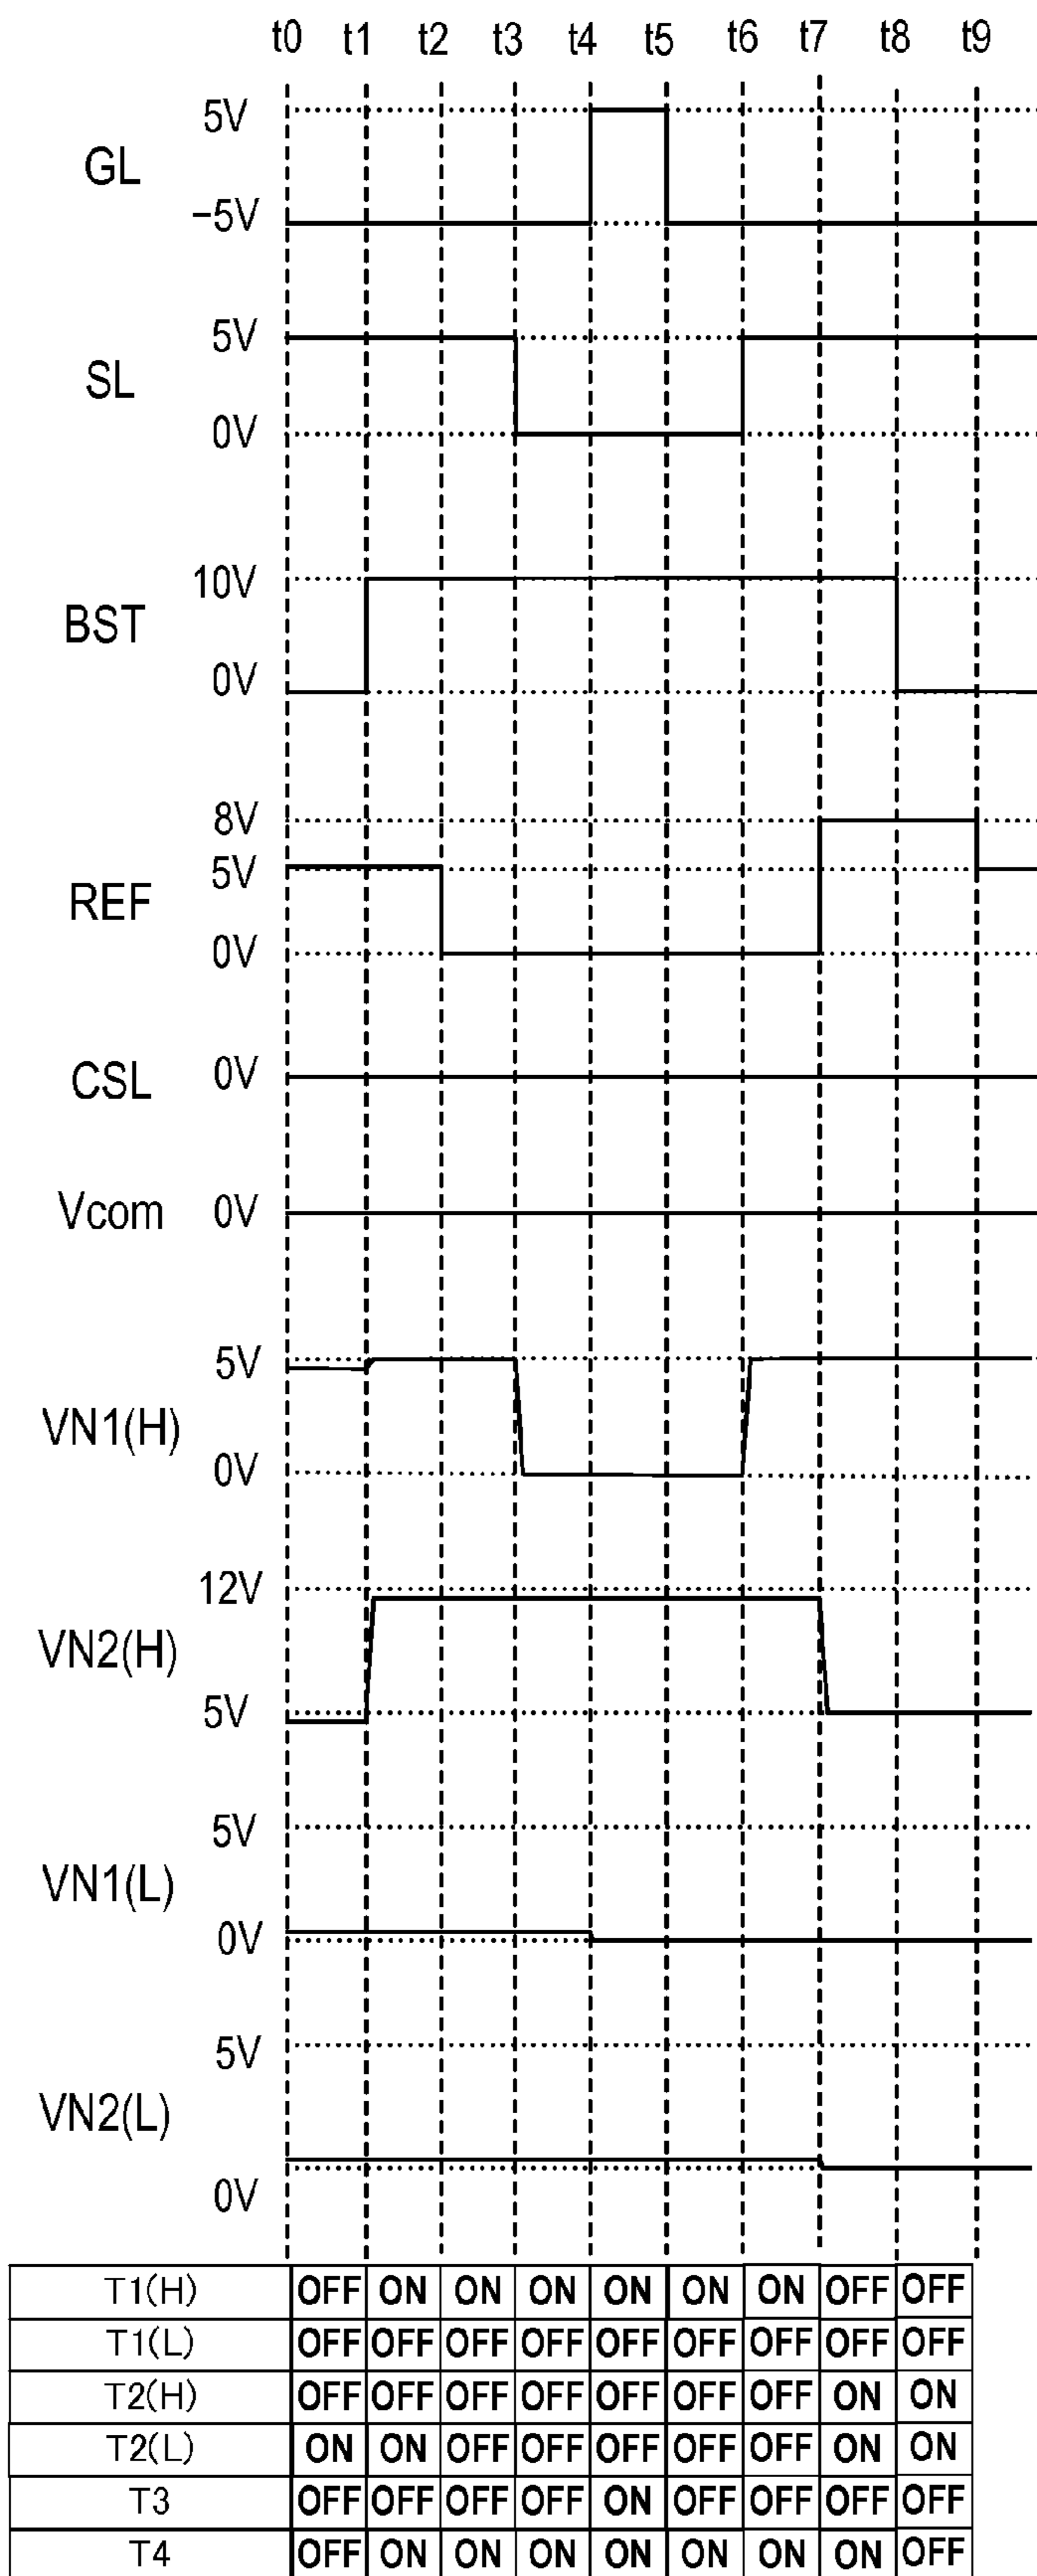 t0 t1 t2 t3 t4 t5 t6 t7 t8 t9
5V
GL
−5V
5V
SL
0V
10V
BST
0V
8V
5V
REF
0V
CSL 0V
Vcom 0V
5V
VN1(H)
0V
12V
VN2(H)
5V
5V
VN1(L)
0V
5V
VN2(L)
0V
T1(H) OFF ON ON ON ON ON ON OFF OFF
T1(L) OFF OFF OFF OFF OFF OFF OFF OFF OFF
T2(H) OFF OFF OFF OFF OFF OFF OFF ON ON
T2(L) ON ON OFF OFF OFF OFF OFF ON ON
T3 OFF OFF OFF OFF ON OFF OFF OFF OFF
T4 OFF ON ON ON ON ON ON ON OFF